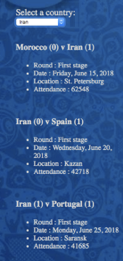 Select a country:
Iran
Morocco (0) v Iran (1)
Round : First stage
Date : Friday, June 15, 2018
Location : St. Petersburg
Attendance : 62548
Iran (0) v Spain (1)
Round : First stage
Date : Wednesday, June 20,
2018
Location : Kazan
Attendance : 42718
Iran (1) v Portugal (1)
Round : First stage
Date : Monday, June 25, 2018
Location : Saransk
Attendance : 41685